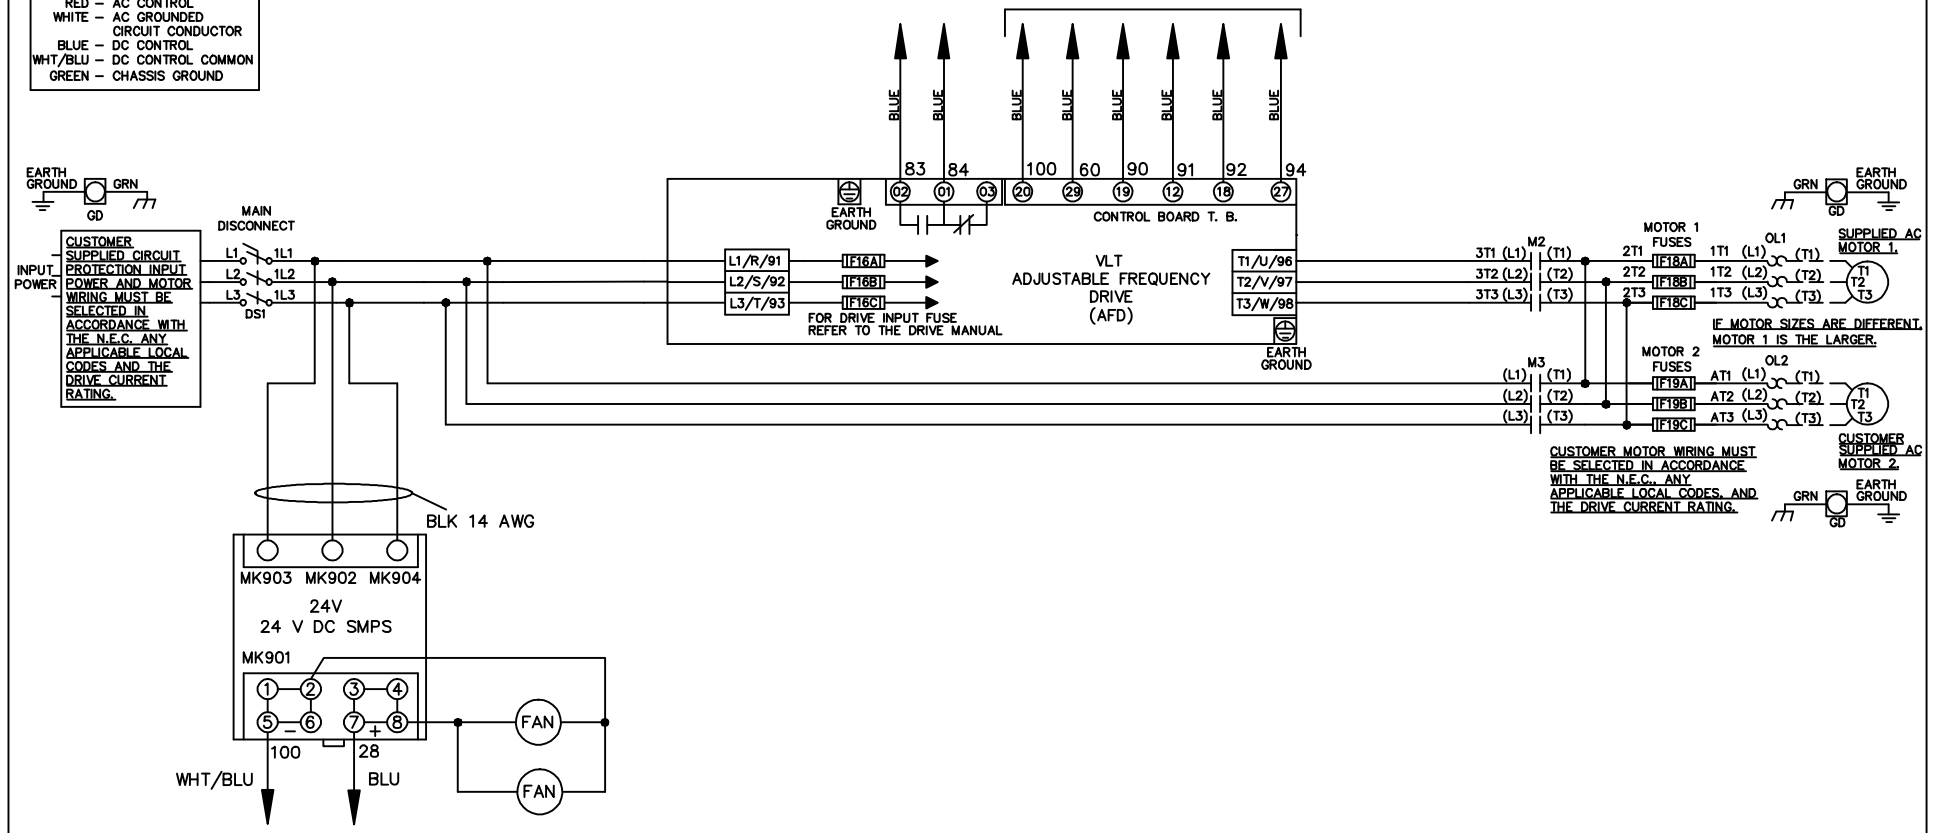 RED – AC CONTROL
WHITE – AC GROUNDED
CIRCUIT CONDUCTOR
BLUE – DC CONTROL
WHT/BLU – DC CONTROL COMMON
GREEN – CHASSIS GROUND
BLUE
BLUE
BLUE
BLUE
BLUE
BLUE
BLUE
BLUE
83
84
100
60
90
91
92
94
02
01
03
20
29
19
12
18
27
EARTH
GROUND
CONTROL BOARD T. B.
EARTH
GROUND
GRN
GD
MAIN
DISCONNECT
INPUT
POWER
CUSTOMER
SUPPLIED CIRCUIT
PROTECTION INPUT
POWER AND MOTOR
WIRING MUST BE
SELECTED IN
ACCORDANCE WITH
THE N.E.C. ANY
APPLICABLE LOCAL
CODES AND THE
DRIVE CURRENT
RATING.
L1
1L1
L2
1L2
L3
1L3
DS1
L1/R/91
F16A
L2/S/92
F16B
L3/T/93
F16C
FOR DRIVE INPUT FUSE
REFER TO THE DRIVE MANUAL
VLT
ADJUSTABLE FREQUENCY
DRIVE
(AFD)
T1/U/96
T2/V/97
T3/W/98
EARTH
GROUND
M2
3T1 (L1)
(T1)
3T2 (L2)
(T2)
3T3 (L3)
(T3)
MOTOR 1
FUSES
2T1
F18A
1T1 (L1)
2T2
F18B
1T2 (L2)
2T3
F18C
1T3 (L3)
OL1
(T1)
(T2)
(T3)
GRN
GD
EARTH
GROUND
SUPPLIED AC
MOTOR 1.
T1
T2
T3
IF MOTOR SIZES ARE DIFFERENT,
MOTOR 1 IS THE LARGER.
M3
(L1)
(T1)
(L2)
(T2)
(L3)
(T3)
MOTOR 2
FUSES
F19A
AT1 (L1)
F19B
AT2 (L2)
F19C
AT3 (L3)
OL2
(T1)
(T2)
(T3)
T1
T2
T3
CUSTOMER
SUPPLIED AC
MOTOR 2.
CUSTOMER MOTOR WIRING MUST
BE SELECTED IN ACCORDANCE
WITH THE N.E.C., ANY
APPLICABLE LOCAL CODES, AND
THE DRIVE CURRENT RATING.
GRN
GD
EARTH
GROUND
BLK 14 AWG
MK903 MK902 MK904
24V
24 V DC SMPS
MK901
1
2
3
4
5
6
7
8
–
+
100
28
WHT/BLU
BLU
FAN
FAN